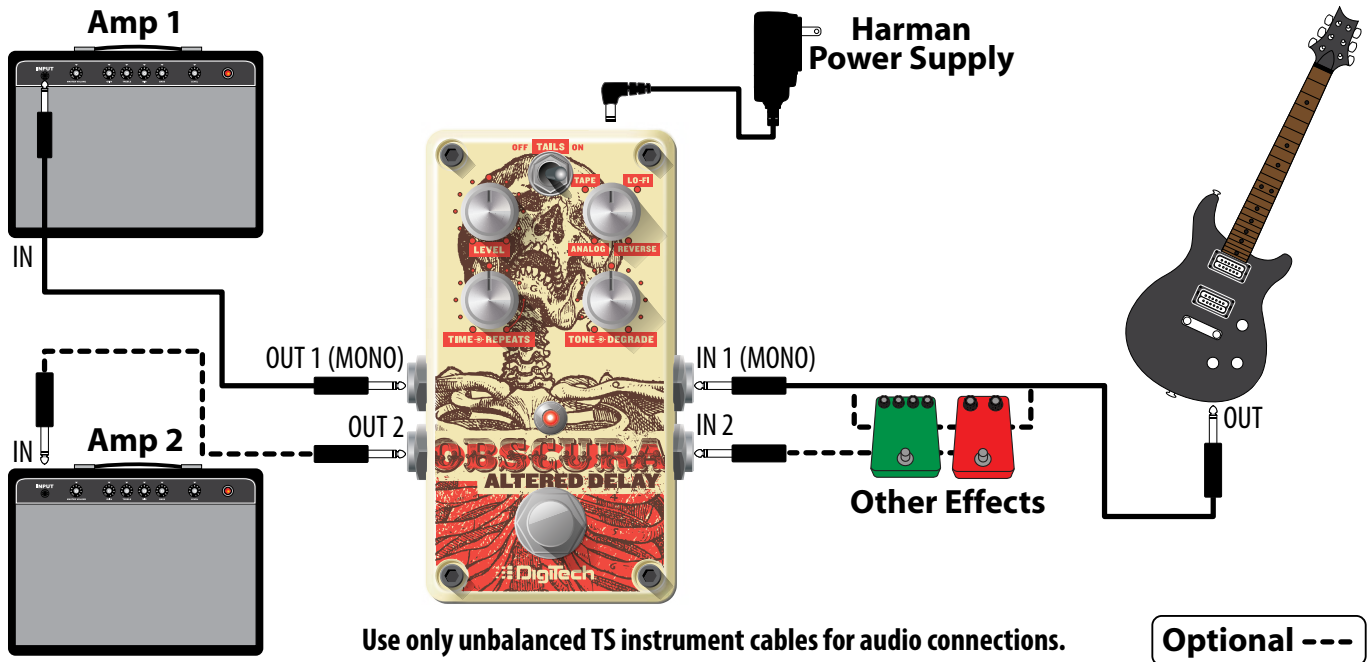 Amp 1
INPUT
IN
Harman
Power Supply
OFF TAILS ON
TAPE LO-FI
LEVEL
ANALOG REVERSE
TIME REPEATS
TONE DEGRADE
OUT 1 (MONO)
IN 1 (MONO)
OUT 2
IN 2
OUT
IN
Amp 2
INPUT
OBSCURA
ALTERED DELAY
Other Effects
DigiTech
Use only unbalanced TS instrument cables for audio connections.
Optional ---